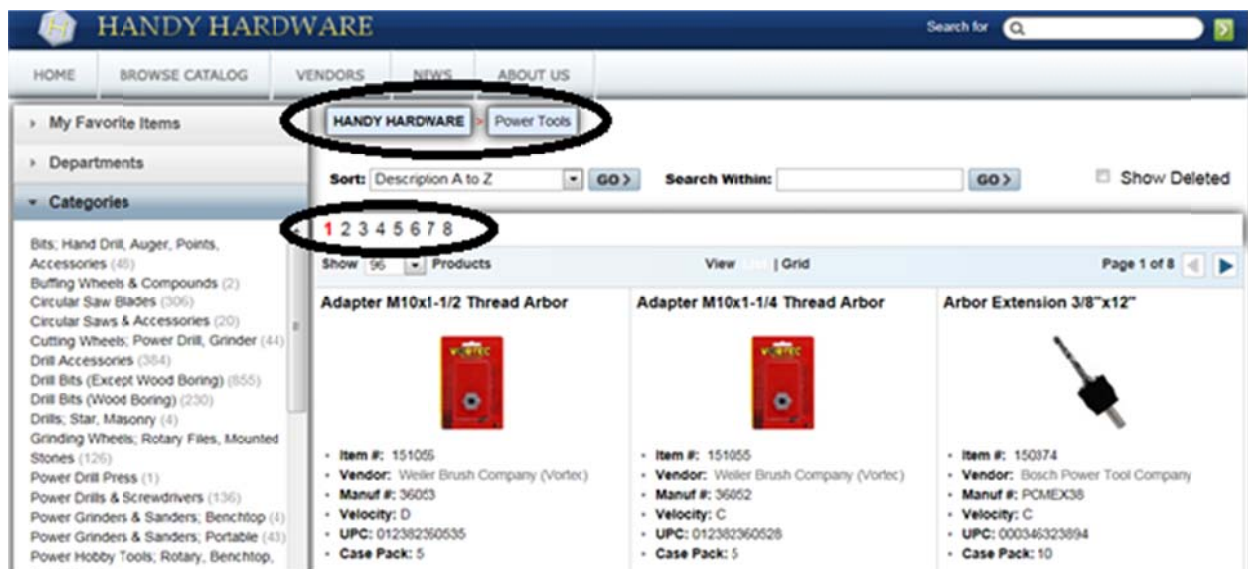 HANDY HARDWARE
Search for
HOME BROWSE CATALOG VENDORS NEWS ABOUT US
My Favorite Items
Departments
Categories
Bits; Hand Drill, Auger, Points,
Accessories (48)
Buffing Wheels & Compounds (2)
Circular Saw Blades (306)
Circular Saws & Accessories (20)
Cutting Wheels; Power Drill, Grinder (44)
Drill Accessories (384)
Drill Bits (Except Wood Boring) (855)
Drill Bits (Wood Boring) (230)
Drills; Star, Masonry (4)
Grinding Wheels; Rotary Files, Mounted
Stones (126)
Power Drill Press (1)
Power Drills & Screwdrivers (136)
Power Grinders & Sanders; Benchtop (4)
Power Grinders & Sanders; Portable (43)
Power Hobby Tools; Rotary, Benchtop,
HANDY HARDWARE > Power Tools
Sort: Description A to Z GO > Search Within: GO > Show Deleted
1 2 3 4 5 6 7 8
Show 96 Products View List | Grid Page 1 of 8
Adapter M10x1-1/2 Thread Arbor
VORTEC
Item #: 151056
Vendor: Weiler Brush Company (Vortec)
Manuf #: 36053
Velocity: D
UPC: 012382360535
Case Pack: 5
Adapter M10x1-1/4 Thread Arbor
VORTEC
Item #: 151055
Vendor: Weiler Brush Company (Vortec)
Manuf #: 36052
Velocity: C
UPC: 012382360528
Case Pack: 5
Arbor Extension 3/8"x12"
Item #: 150374
Vendor: Bosch Power Tool Company
Manuf #: PCMEX38
Velocity: C
UPC: 000346323894
Case Pack: 10